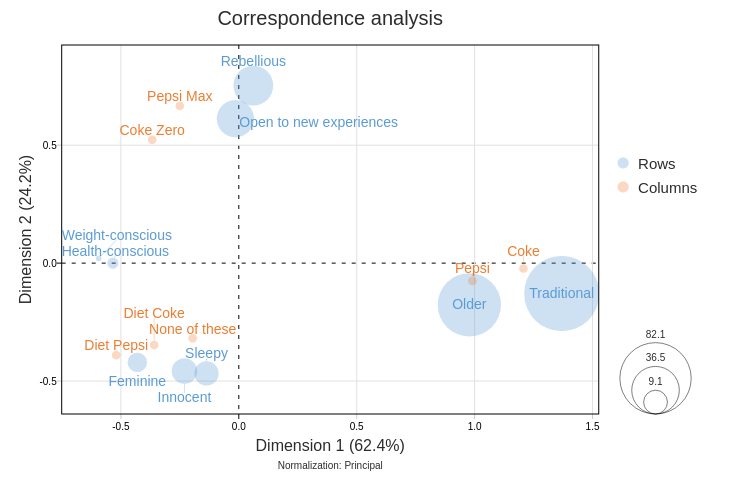 Correspondence analysis
Rebellious
Pepsi Max
Open to new experiences
Coke Zero
Weight-conscious
Health-conscious
Coke
Pepsi
Traditional
Older
Diet Coke
None of these
Diet Pepsi
Sleepy
Feminine
Innocent
0.5
0.0
-0.5
Dimension 2 (24.2%)
-0.5
0.0
0.5
1.0
1.5
Dimension 1 (62.4%)
Normalization: Principal
Rows
Columns
82.1
36.5
9.1